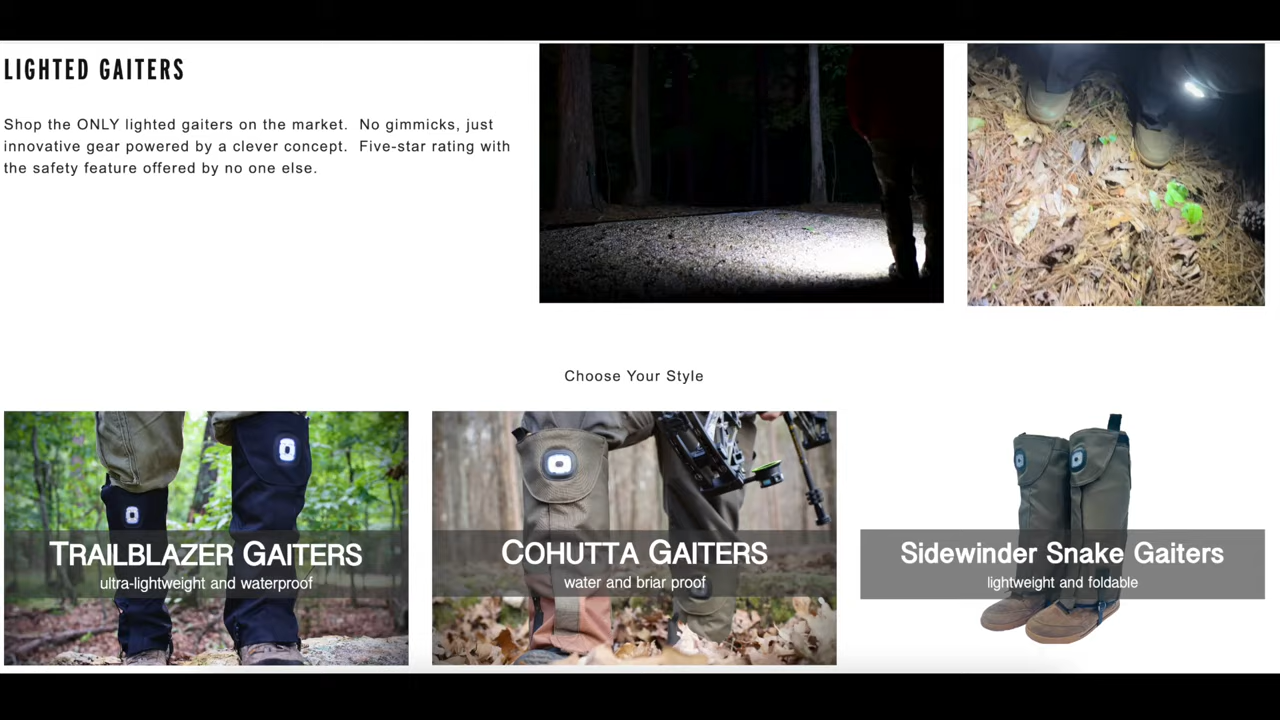 LIGHTED GAITERS
Shop the ONLY lighted gaiters on the market. No gimmicks, just
innovative gear powered by a clever concept. Five-star rating with
the safety feature offered by no one else.
Choose Your Style
TRAILBLAZER GAITERS
ultra-lightweight and waterproof
COHUTTA GAITERS
water and briar proof
Sidewinder Snake Gaiters
lightweight and foldable